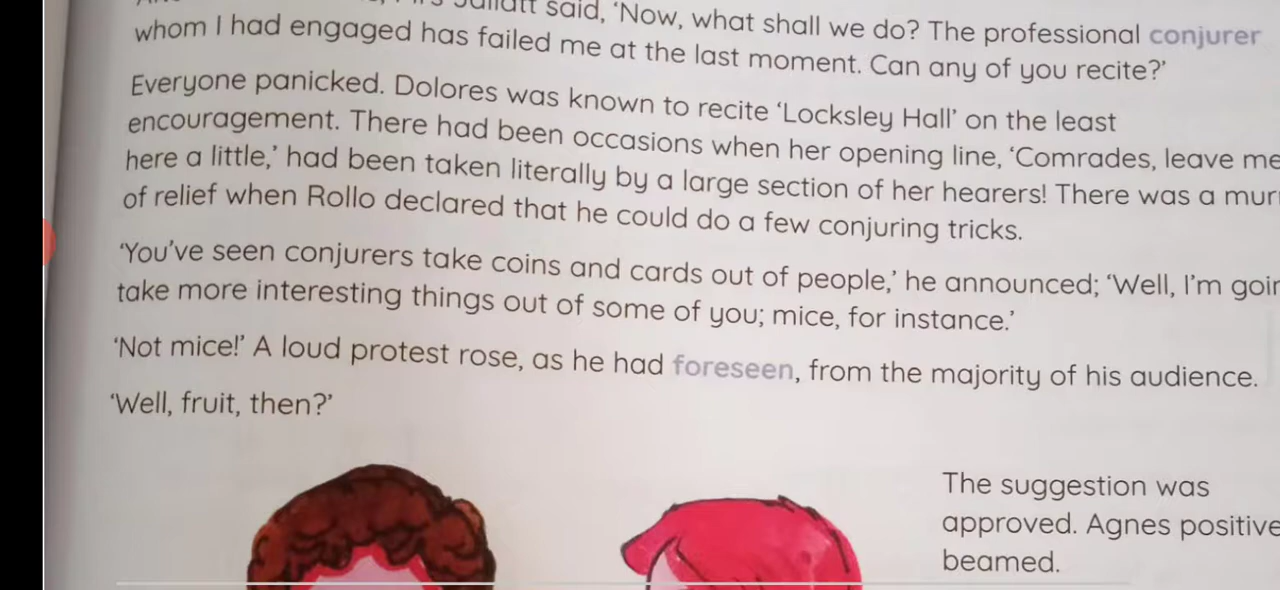 said, ‘Now, what shall we do? The professional conjurer
whom I had engaged has failed me at the last moment. Can any of you recite?’
Everyone panicked. Dolores was known to recite ‘Locksley Hall’ on the least
encouragement. There had been occasions when her opening line, ‘Comrades, leave me
here a little,’ had been taken literally by a large section of her hearers! There was a
of relief when Rollo declared that he could do a few conjuring tricks.
‘You’ve seen conjurers take coins and cards out of people,’ he announced; ‘Well, I’m
take more interesting things out of some of you; mice, for instance.’
‘Not mice!’ A loud protest rose, as he had foreseen, from the majority of his audience.
‘Well, fruit, then?’
The suggestion was
approved. Agnes positive
beamed.